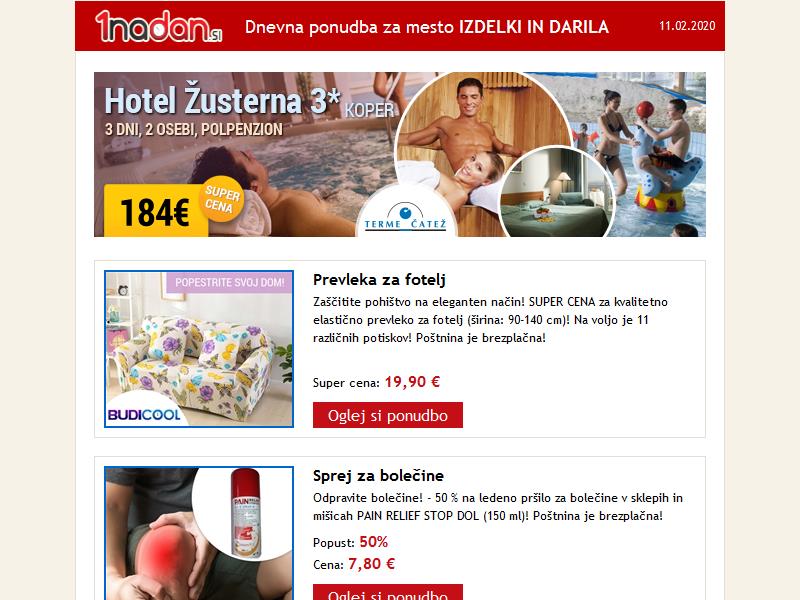 1nadan.si
Dnevna ponudba za mesto IZDELKI IN DARILA
11.02.2020
Hotel Žusterna 3* KOPER
3 DNI, 2 OSEBI, POLPENZION
184€
SUPER
CENA
TERME ČATEŽ
POPESTRITE SVOJ DOM!
BUDICOOL
Prevleka za fotelj
Zaščitite pohištvo na eleganten način! SUPER CENA za kvalitetno
elastično prevleko za fotelj (širina: 90-140 cm)! Na voljo je 11
različnih potiskov! Poštnina je brezplačna!
Super cena: 19,90 €
Oglej si ponudbo
PAIN
Sprej za bolečine
Odpravite bolečine! - 50 % na ledeno pršilo za bolečine v sklepih in
mišicah PAIN RELIEF STOP DOL (150 ml)! Poštnina je brezplačna!
Popust: 50%
Cena: 7,80 €
Oglej si ponudbo